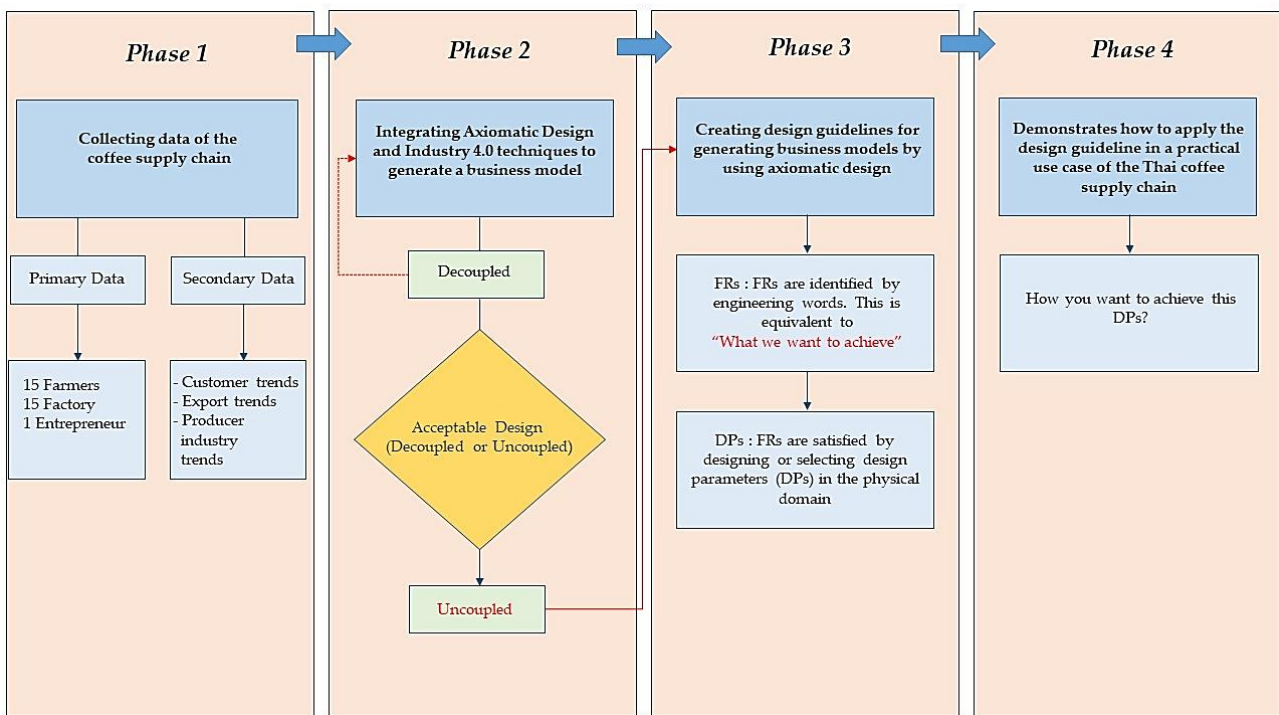 Phase 1
Collecting data of the
coffee supply chain
Primary Data
Secondary Data
15 Farmers
15 Factory
1 Entrepreneur
- Customer trends
- Export trends
- Producer
industry
trends
Phase 2
Integrating Axiomatic Design
and Industry 4.0 techniques to
generate a business model
Decoupled
Acceptable Design
(Decoupled or Uncoupled)
Uncoupled
Phase 3
Creating design guidelines for
generating business models by
using axiomatic design
FRs : FRs are identified by
engineering words. This is
equivalent to
“What we want to achieve”
DPs : FRs are satisfied by
designing or selecting design
parameters (DPs) in the physical
domain
Phase 4
Demonstrates how to apply the
design guideline in a practical
use case of the Thai coffee
supply chain
How you want to achieve this
DPs?